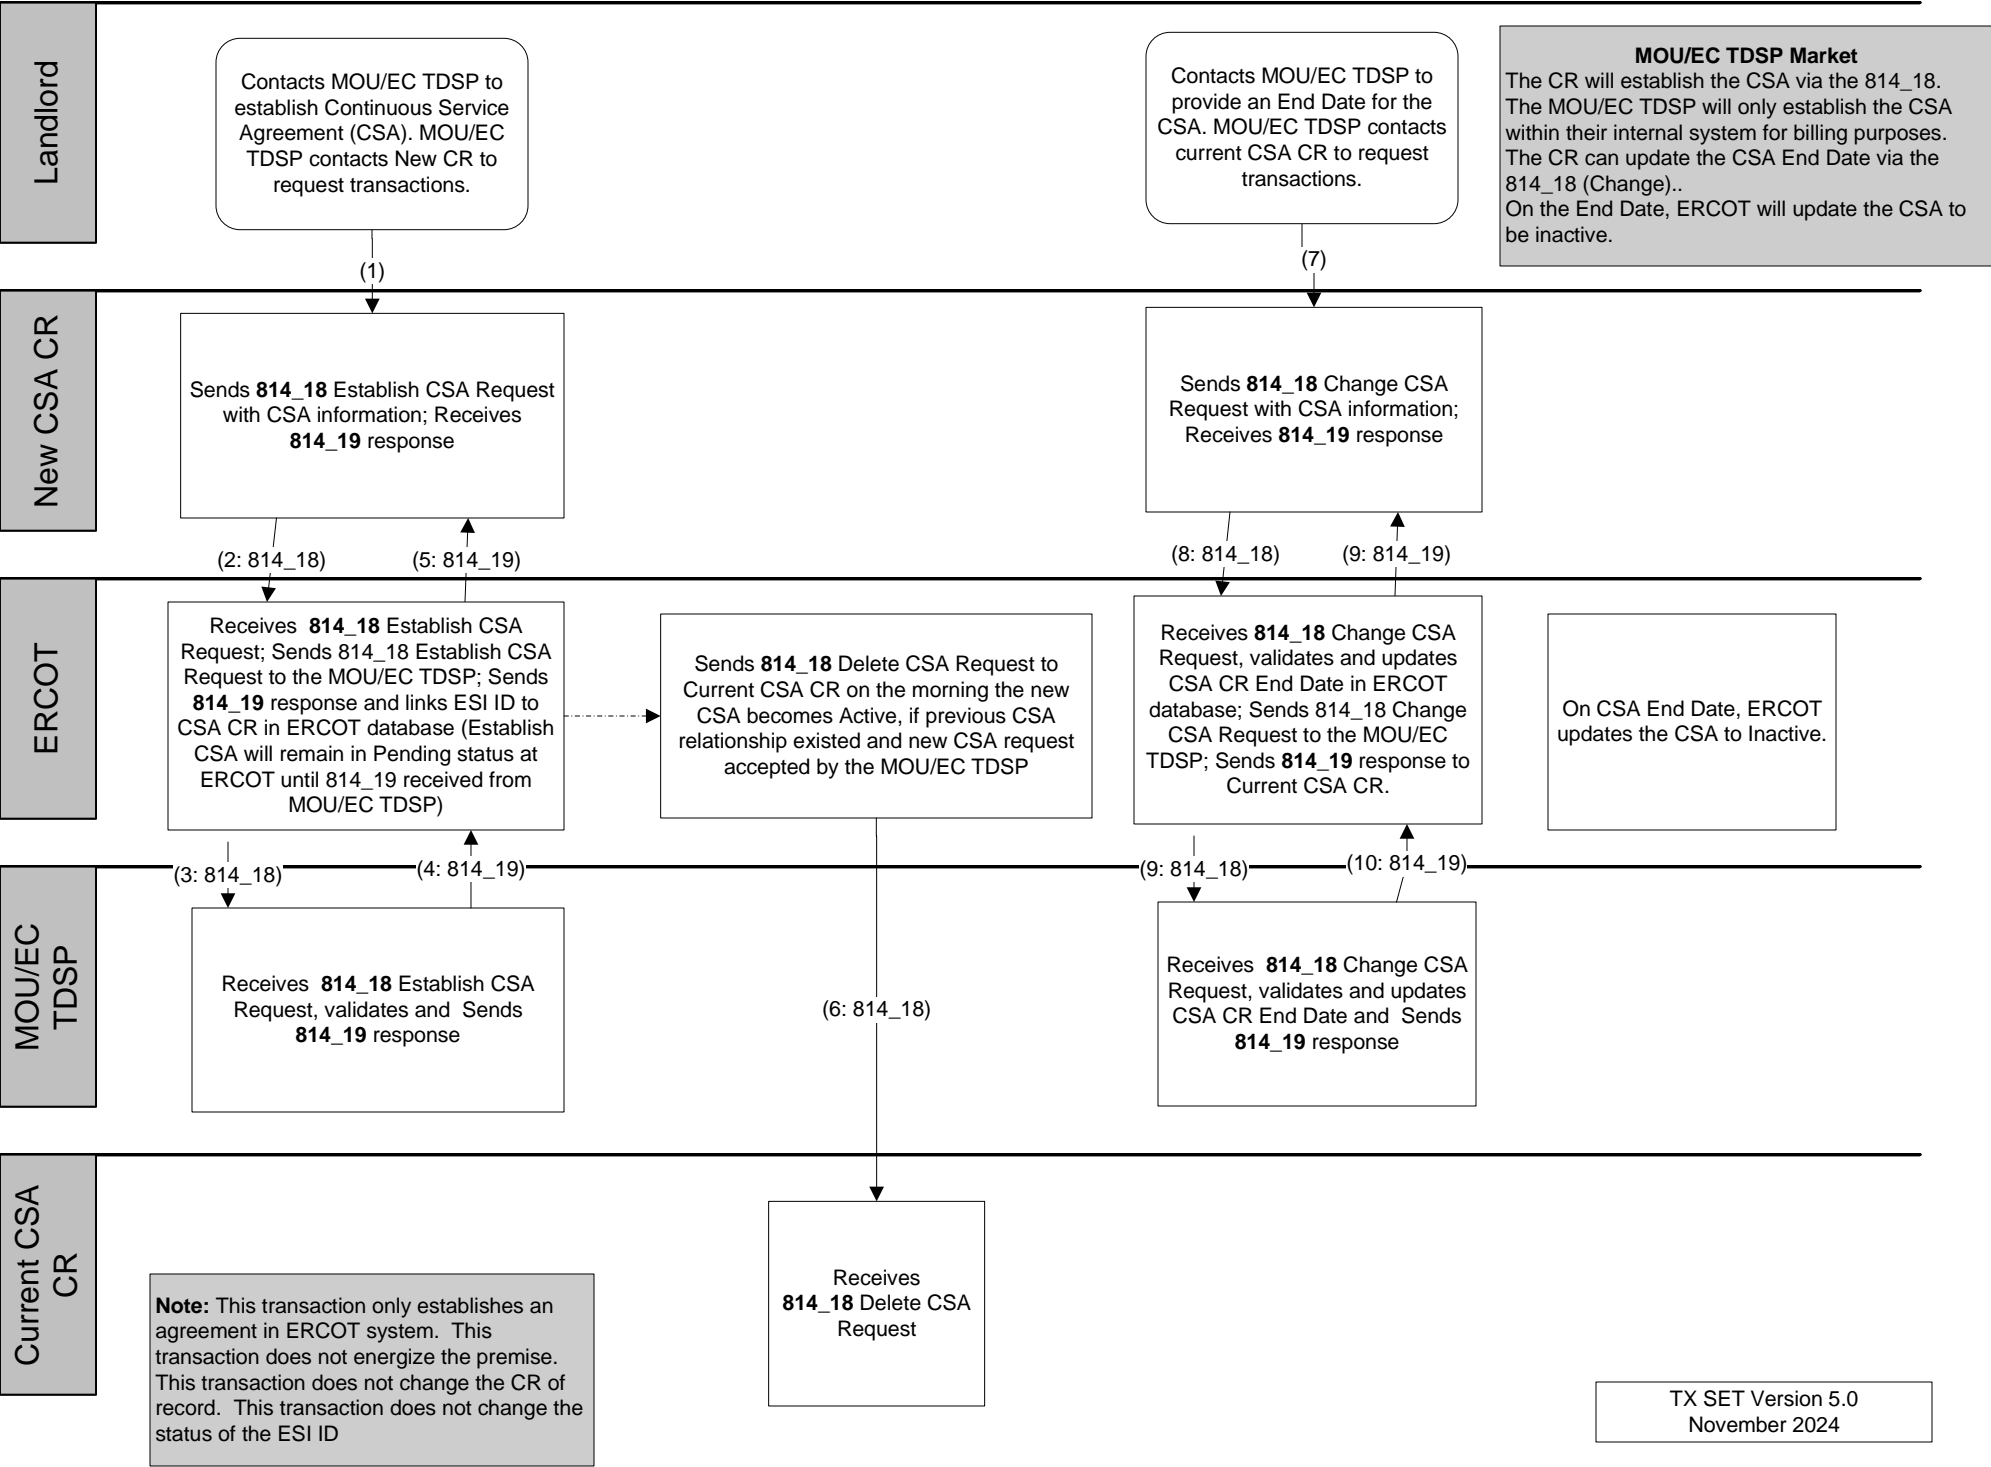 Landlord
Contacts MOU/EC TDSP to
establish Continuous Service
Agreement (CSA). MOU/EC
TDSP contacts New CR to
request transactions.
Contacts MOU/EC TDSP to
provide an End Date for the
CSA. MOU/EC TDSP contacts
current CSA CR to request
transactions.
MOU/EC TDSP Market
The CR will establish the CSA via the 814_18.
The MOU/EC TDSP will only establish the CSA
within their internal system for billing purposes.
The CR can update the CSA End Date via the
814_18 (Change)..
On the End Date, ERCOT will update the CSA to
be inactive.
(1)
(7)
New CSA CR
Sends 814_18 Establish CSA Request
with CSA information; Receives
814_19 response
Sends 814_18 Change CSA
Request with CSA information;
Receives 814_19 response
(2: 814_18)
(5: 814_19)
(8: 814_18)
(9: 814_19)
ERCOT
Receives  814_18 Establish CSA
Request; Sends 814_18 Establish CSA
Request to the MOU/EC TDSP; Sends
814_19 response and links ESI ID to
CSA CR in ERCOT database (Establish
CSA will remain in Pending status at
ERCOT until 814_19 received from
MOU/EC TDSP)
Sends 814_18 Delete CSA Request to
Current CSA CR on the morning the new
CSA becomes Active, if previous CSA
relationship existed and new CSA request
accepted by the MOU/EC TDSP
Receives 814_18 Change CSA
Request, validates and updates
CSA CR End Date in ERCOT
database; Sends 814_18 Change
CSA Request to the MOU/EC
TDSP; Sends 814_19 response to
Current CSA CR.
On CSA End Date, ERCOT
updates the CSA to Inactive.
(3: 814_18)
(4: 814_19)
(9: 814_18)
(10: 814_19)
MOU/EC
TDSP
Receives  814_18 Establish CSA
Request, validates and  Sends
814_19 response
(6: 814_18)
Receives  814_18 Change CSA
Request, validates and updates
CSA CR End Date and  Sends
814_19 response
Current CSA
CR
Note: This transaction only establishes an
agreement in ERCOT system.  This
transaction does not energize the premise.
This transaction does not change the CR of
record.  This transaction does not change the
status of the ESI ID
Receives
814_18 Delete CSA
Request
TX SET Version 5.0
November 2024